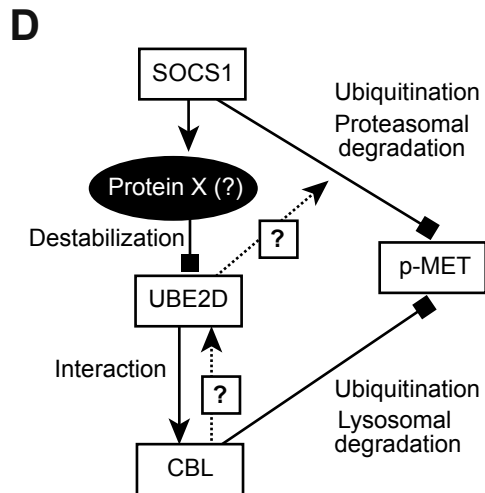 D
SOCS1
Ubiquitination
Proteasomal
degradation
Protein X (?)
Destabilization
?
p-MET
UBE2D
Interaction
?
Ubiquitination
Lysosomal
degradation
CBL